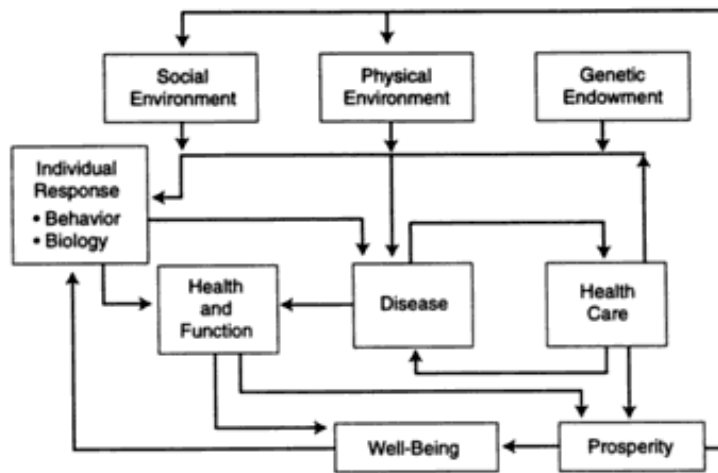 Social
Environment
Physical
Environment
Genetic
Endowment
Individual
Response
• Behavior
• Biology
Health
and
Function
Disease
Health
Care
Well-Being
Prosperity